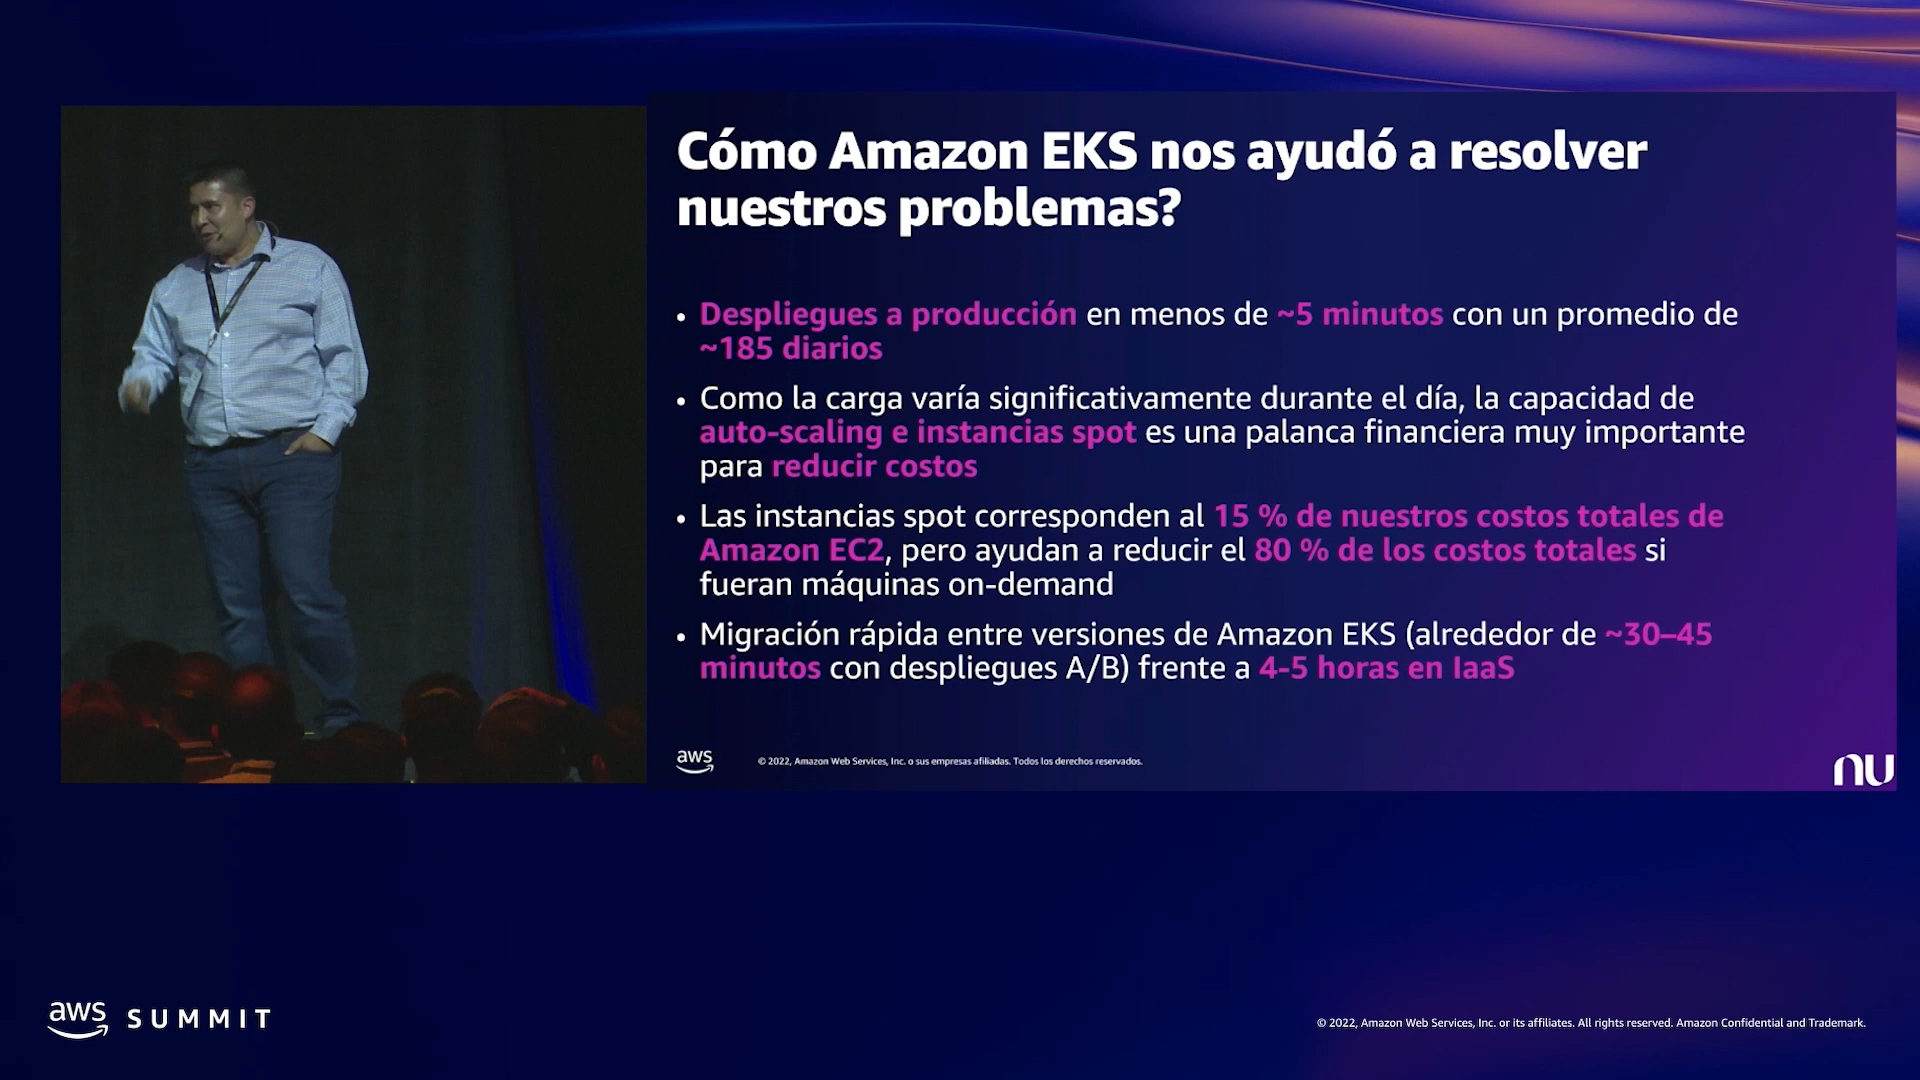 Cómo Amazon EKS nos ayudó a resolver
nuestros problemas?
• Despliegues a producción en menos de ~5 minutos con un promedio de
~185 diarios
• Como la carga varía significativamente durante el día, la capacidad de
auto-scaling e instancias spot es una palanca financiera muy importante
para reducir costos
• Las instancias spot corresponden al 15 % de nuestros costos totales de
Amazon EC2, pero ayudan a reducir el 80 % de los costos totales si
fueran máquinas on-demand
• Migración rápida entre versiones de Amazon EKS (alrededor de ~30–45
minutos con despliegues A/B) frente a 4-5 horas en IaaS
aws
© 2022, Amazon Web Services, Inc. o sus empresas afiliadas. Todos los derechos reservados.
nu
aws SUMMIT
© 2022, Amazon Web Services, Inc. or its affiliates. All rights reserved. Amazon Confidential and Trademark.